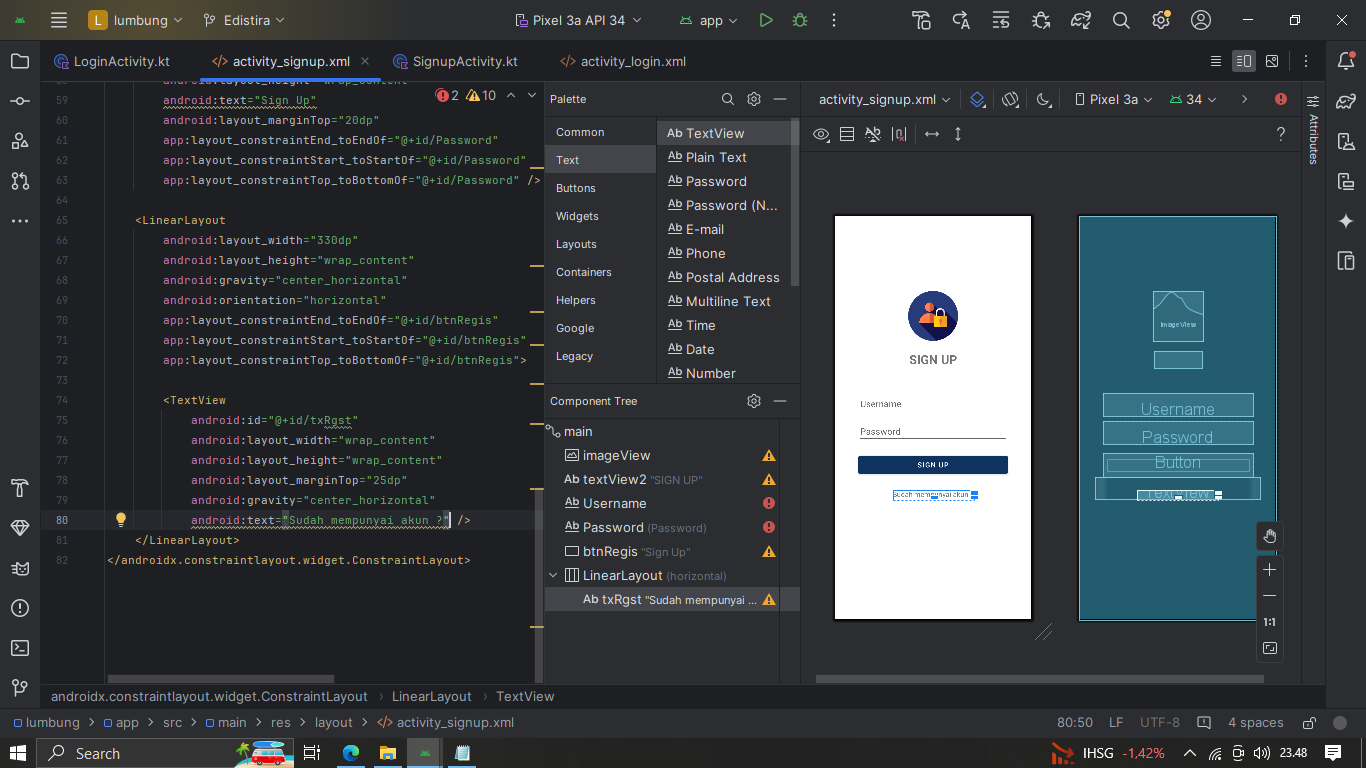 L lumbung Edistira Pixel 3a API 34 app
LoginActivity.kt activity_signup.xml SignupActivity.kt activity_login.xml
2 10
59 android:text="Sign Up"
60 android:layout_marginTop="20dp"
61 app:layout_constraintEnd_toEndOf="@+id/Password"
62 app:layout_constraintStart_toStartOf="@+id/Password"
63 app:layout_constraintTop_toBottomOf="@+id/Password" />
64
65 <LinearLayout
66 android:layout_width="330dp"
67 android:layout_height="wrap_content"
68 android:gravity="center_horizontal"
69 android:orientation="horizontal"
70 app:layout_constraintEnd_toEndOf="@+id/btnRegis"
71 app:layout_constraintStart_toStartOf="@+id/btnRegis"
72 app:layout_constraintTop_toBottomOf="@+id/btnRegis">
73
74 <TextView
75 android:id="@+id/txRgst"
76 android:layout_width="wrap_content"
77 android:layout_height="wrap_content"
78 android:layout_marginTop="25dp"
79 android:gravity="center_horizontal"
80 android:text="Sudah mempunyai akun ?" />
81 </LinearLayout>
82 </androidx.constraintlayout.widget.ConstraintLayout>
Palette
Common
Text
Buttons
Widgets
Layouts
Containers
Helpers
Google
Legacy
Ab TextView
Ab Plain Text
Ab Password
Ab Password (N...
Ab E-mail
Ab Phone
Ab Postal Address
Ab Multiline Text
Ab Time
Ab Date
Ab Number
Component Tree
main
imageView
Ab textView2 "SIGN UP"
Ab Username
Ab Password (Password)
btnRegis "Sign Up"
LinearLayout (horizontal)
Ab txRgst "Sudah mempunyai ...
activity_signup.xml Pixel 3a 34
?
Attributes
SIGN UP
Username
Password
SIGN UP
Sudah mempunyai akun
ImageView
Username
Password
Button
TextView
1:1
androidx.constraintlayout.widget.ConstraintLayout › LinearLayout › TextView
lumbung > app > src > main > res > layout > activity_signup.xml 80:50 LF UTF-8 4 spaces
Search IHSG -1,42% 23.48